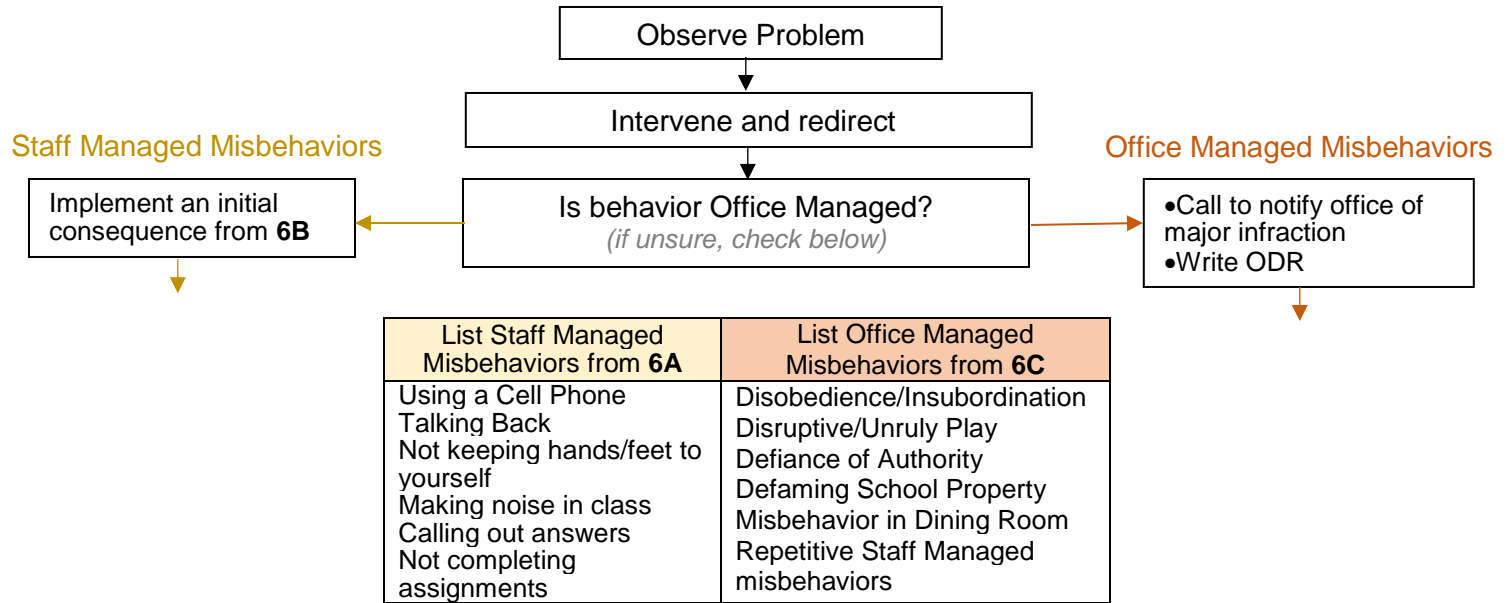 Observe Problem
Intervene and redirect
Staff Managed Misbehaviors
Office Managed Misbehaviors
Implement an initial
consequence from 6B
Is behavior Office Managed?
(if unsure, check below)
•Call to notify office of
major infraction
•Write ODR
List Staff Managed
Misbehaviors from 6A
Using a Cell Phone
Talking Back
Not keeping hands/feet to
yourself
Making noise in class
Calling out answers
Not completing
assignments
List Office Managed
Misbehaviors from 6C
Disobedience/Insubordination
Disruptive/Unruly Play
Defiance of Authority
Defaming School Property
Misbehavior in Dining Room
Repetitive Staff Managed
misbehaviors